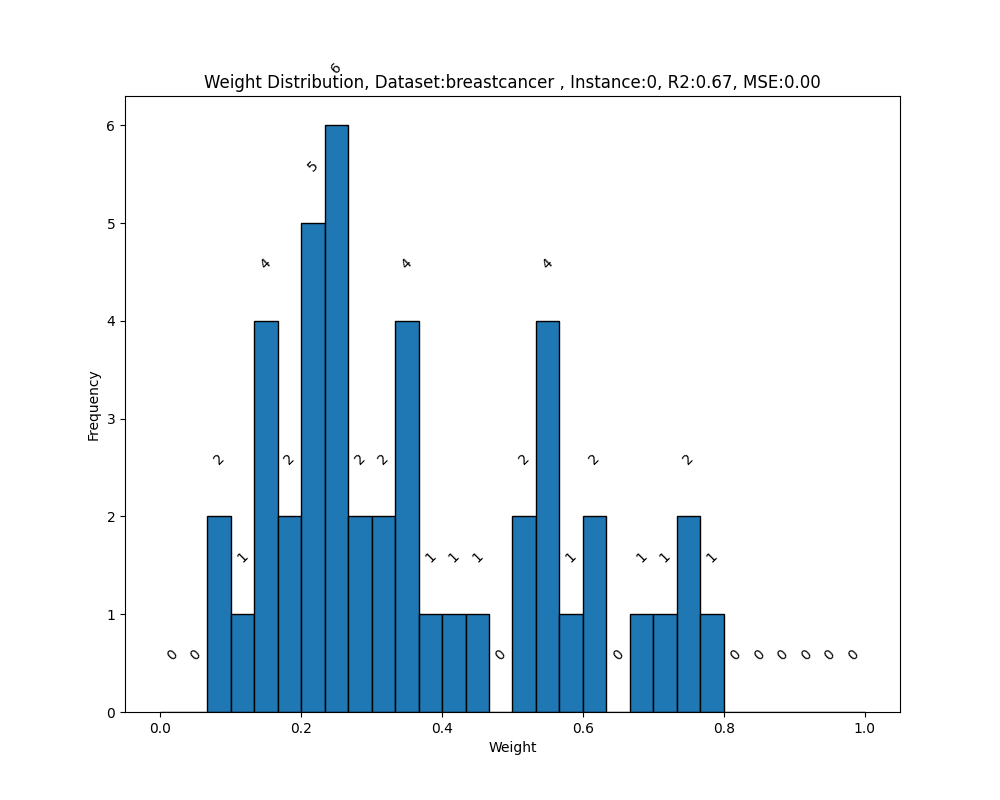 6
Weight Distribution, Dataset:breastcancer , Instance:0, R2:0.67, MSE:0.00
6
5
4
3
2
1
0
Frequency
0 0 2 1 4 2 5 2 2 4 1 1 1 0 2 4 1 2 0 1 1 2 1 0 0 0 0 0 0
0.0 0.2 0.4 0.6 0.8 1.0
Weight